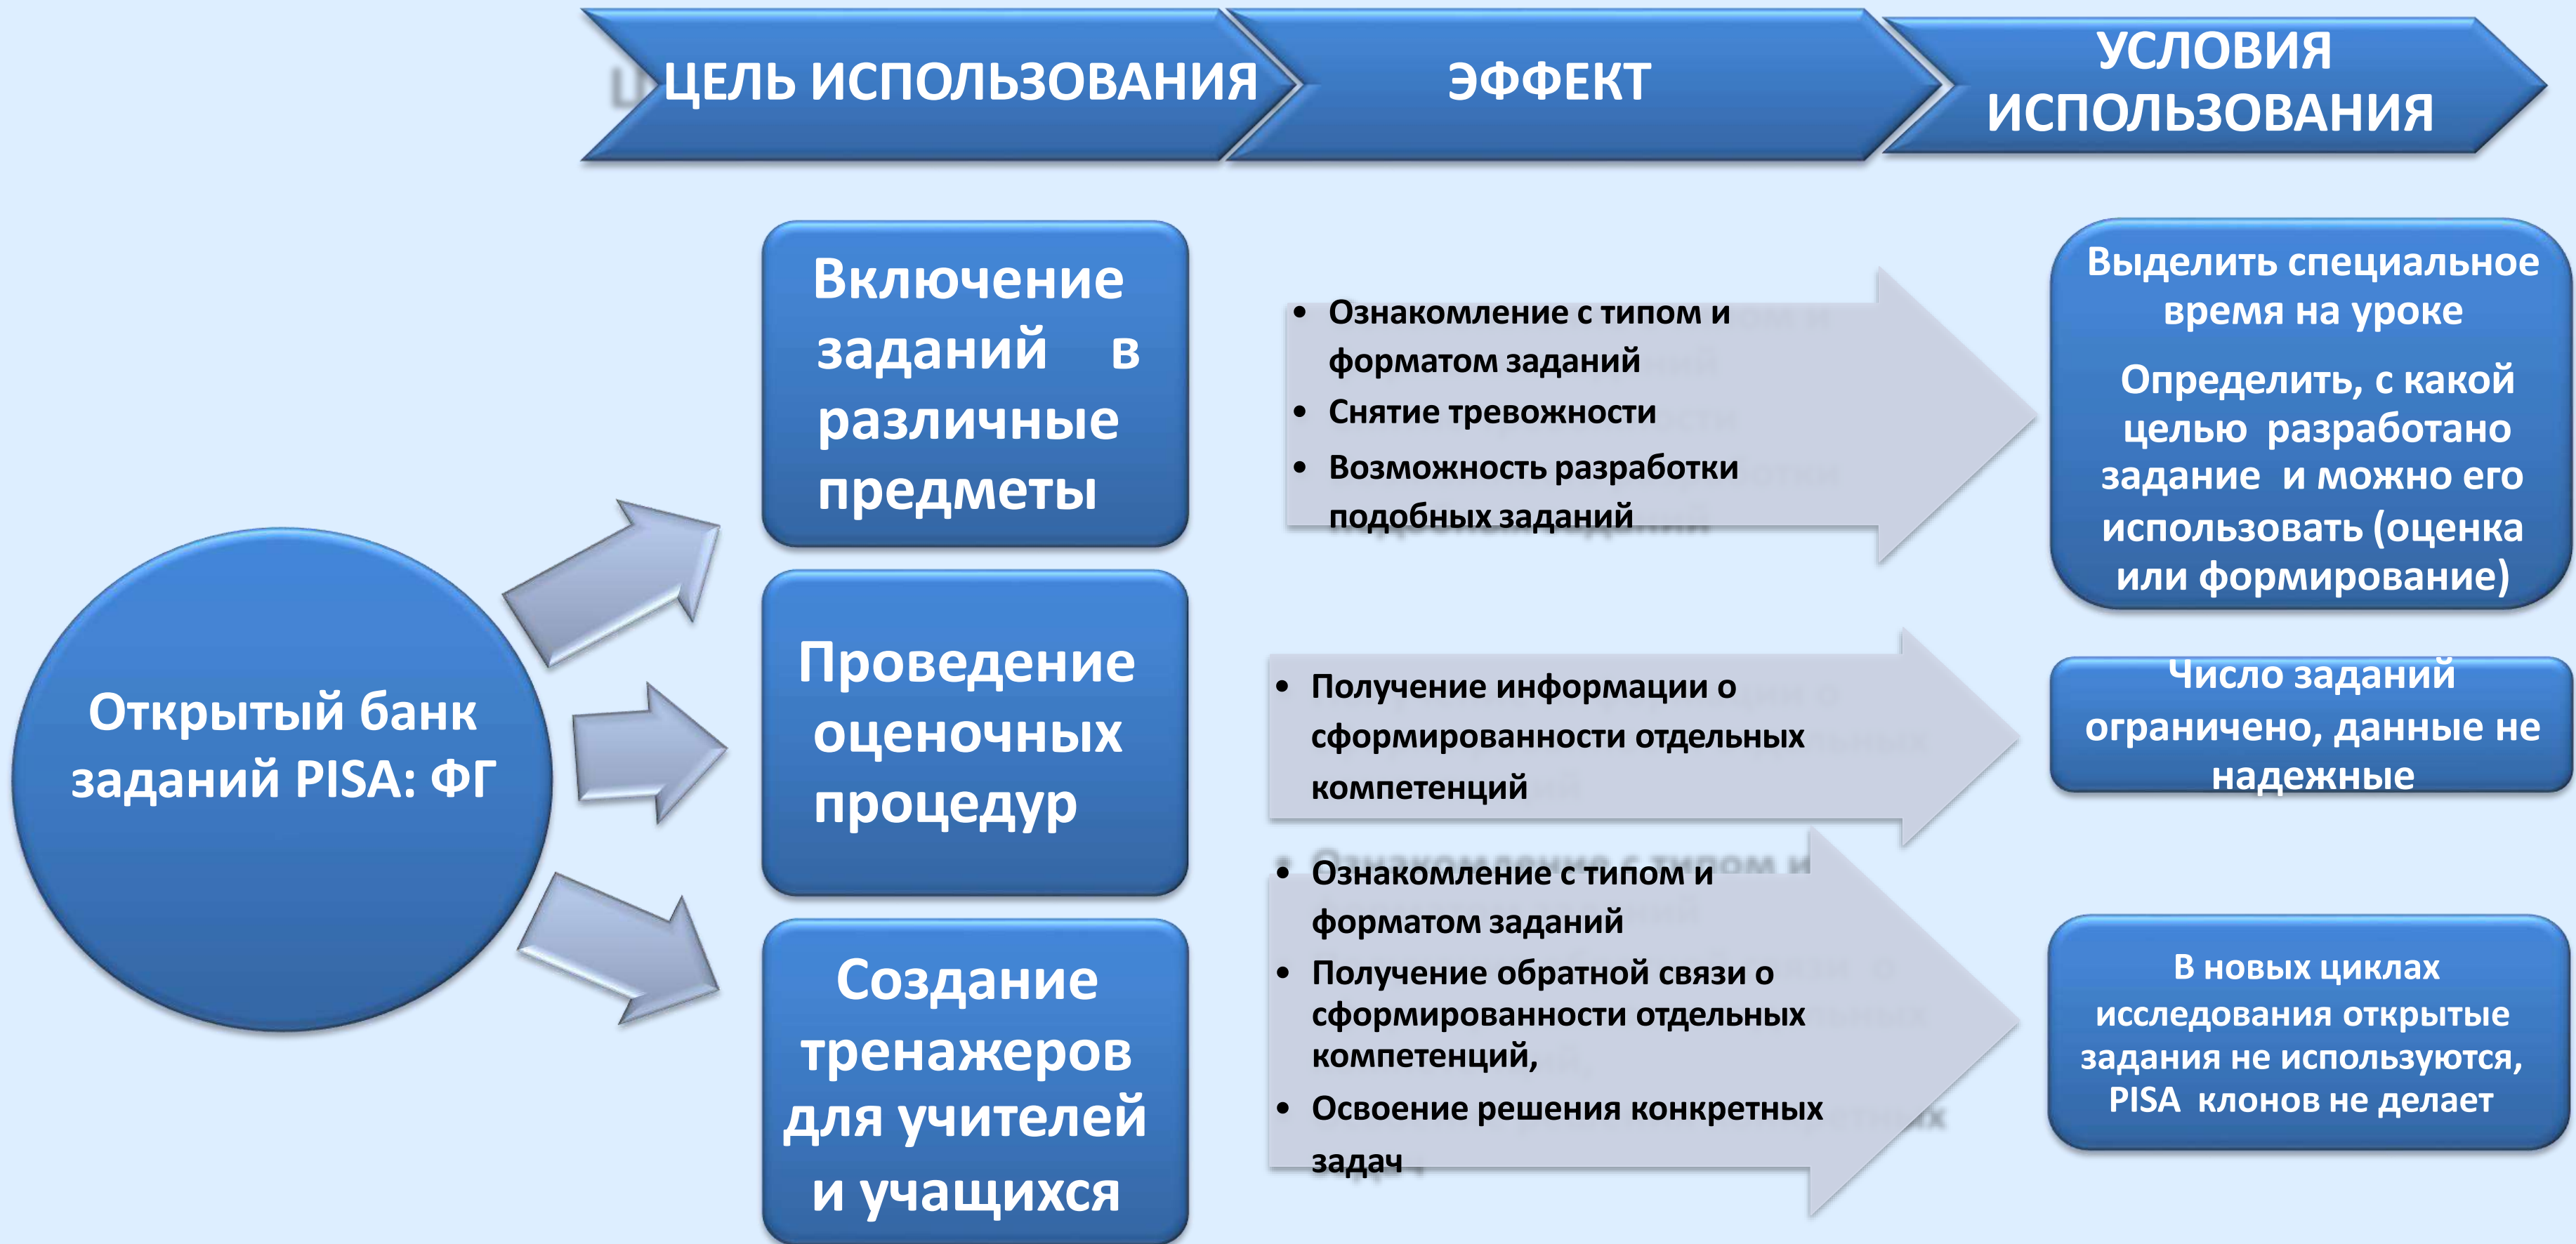 ЦЕЛЬ ИСПОЛЬЗОВАНИЯ
ЭФФЕКТ
УСЛОВИЯ
ИСПОЛЬЗОВАНИЯ
Открытый банк
заданий PISA: ФГ
Включение
заданий в
различные
предметы
• Ознакомление с типом и
форматом заданий
• Снятие тревожности
• Возможность разработки
подобных заданий
Выделить специальное
время на уроке
Определить, с какой
целью разработано
задание и можно его
использовать (оценка
или формирование)
Проведение
оценочных
процедур
• Получение информации о
сформированности отдельных
компетенций
Число заданий
ограничено, данные не
надежные
Создание
тренажеров
для учителей
и учащихся
• Ознакомление с типом и
форматом заданий
• Получение обратной связи о
сформированности отдельных
компетенций,
• Освоение решения конкретных
задач
В новых циклах
исследования открытые
задания не используются,
PISA клонов не делает